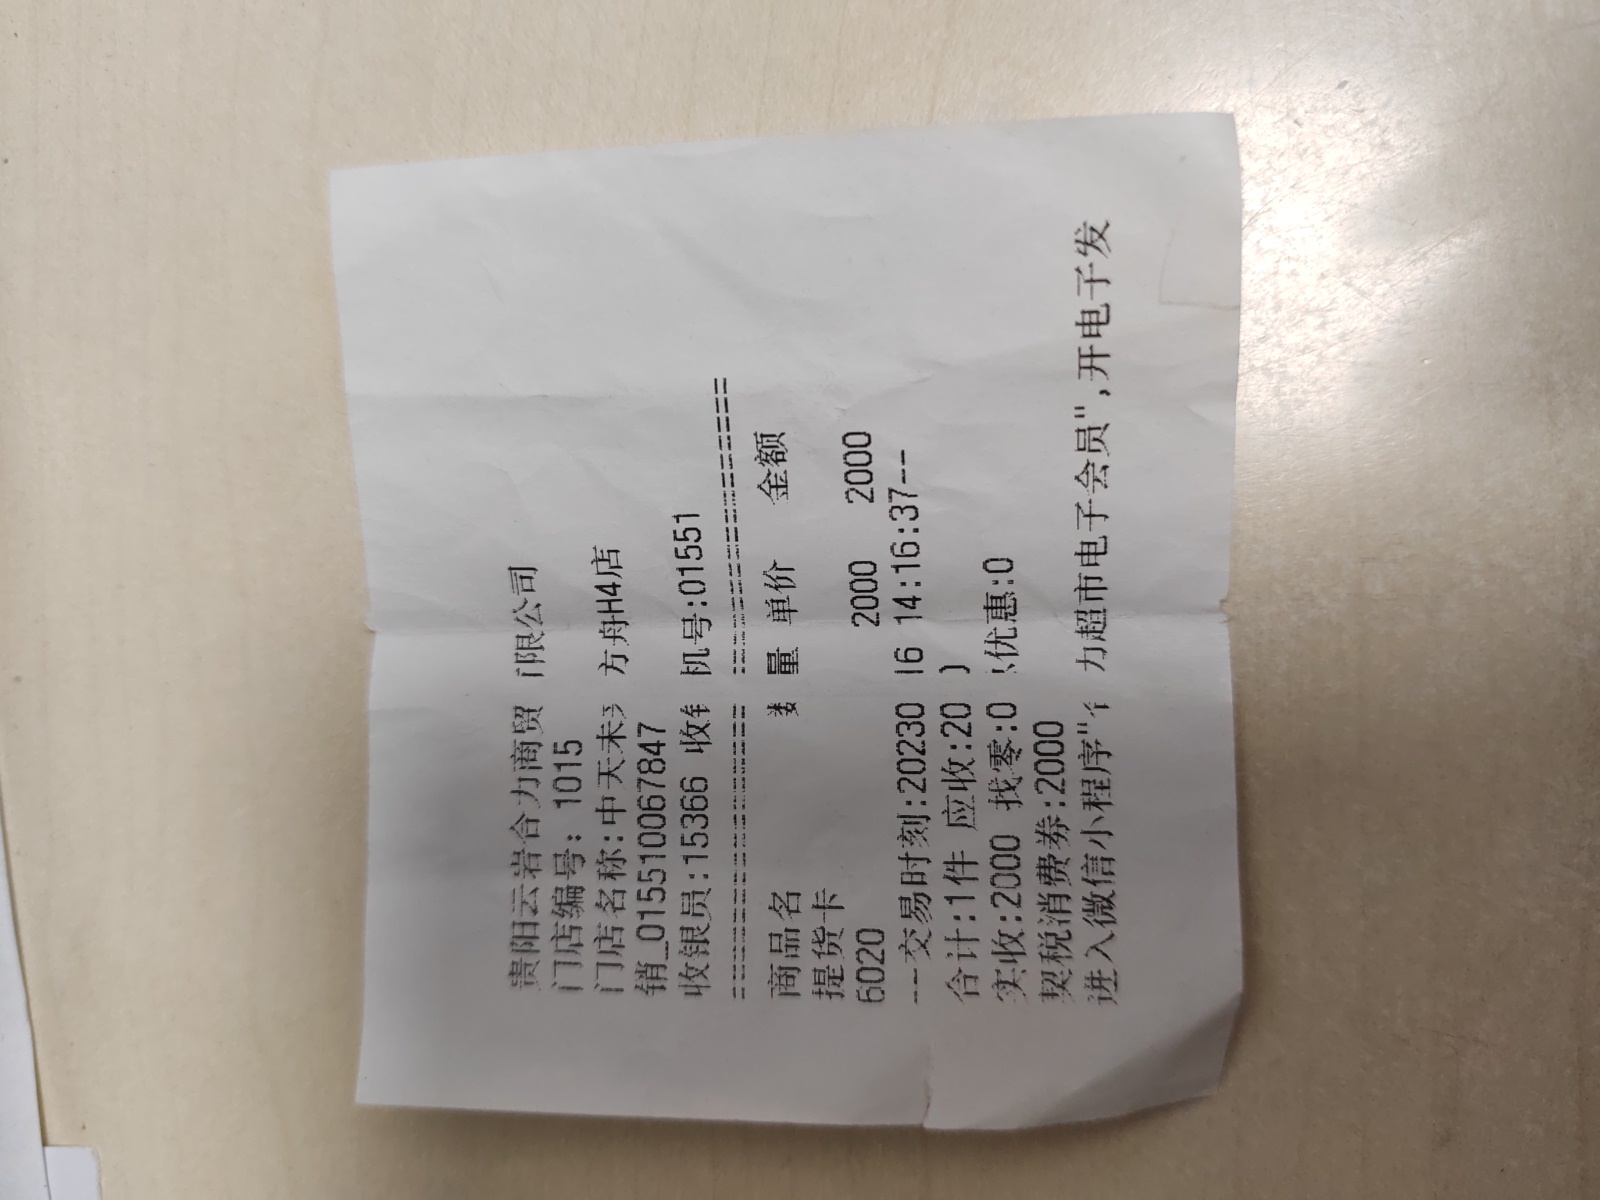 贵阳云岩合力商贸 限公司
门店编号: 1015
门店名称:中天未 方舟H4店
销_01551006​7847
收银员:15366 收 机号:01551
商品名 量 单价 金额
提货卡
6020 2000 2000
--交易时刻:20230 6 14:16:37--
合计:1件 应收:20
实收:2000 找零:0 优惠:0
契税消费券:2000
进入微信小程序" 力超市电子会员",开电子发